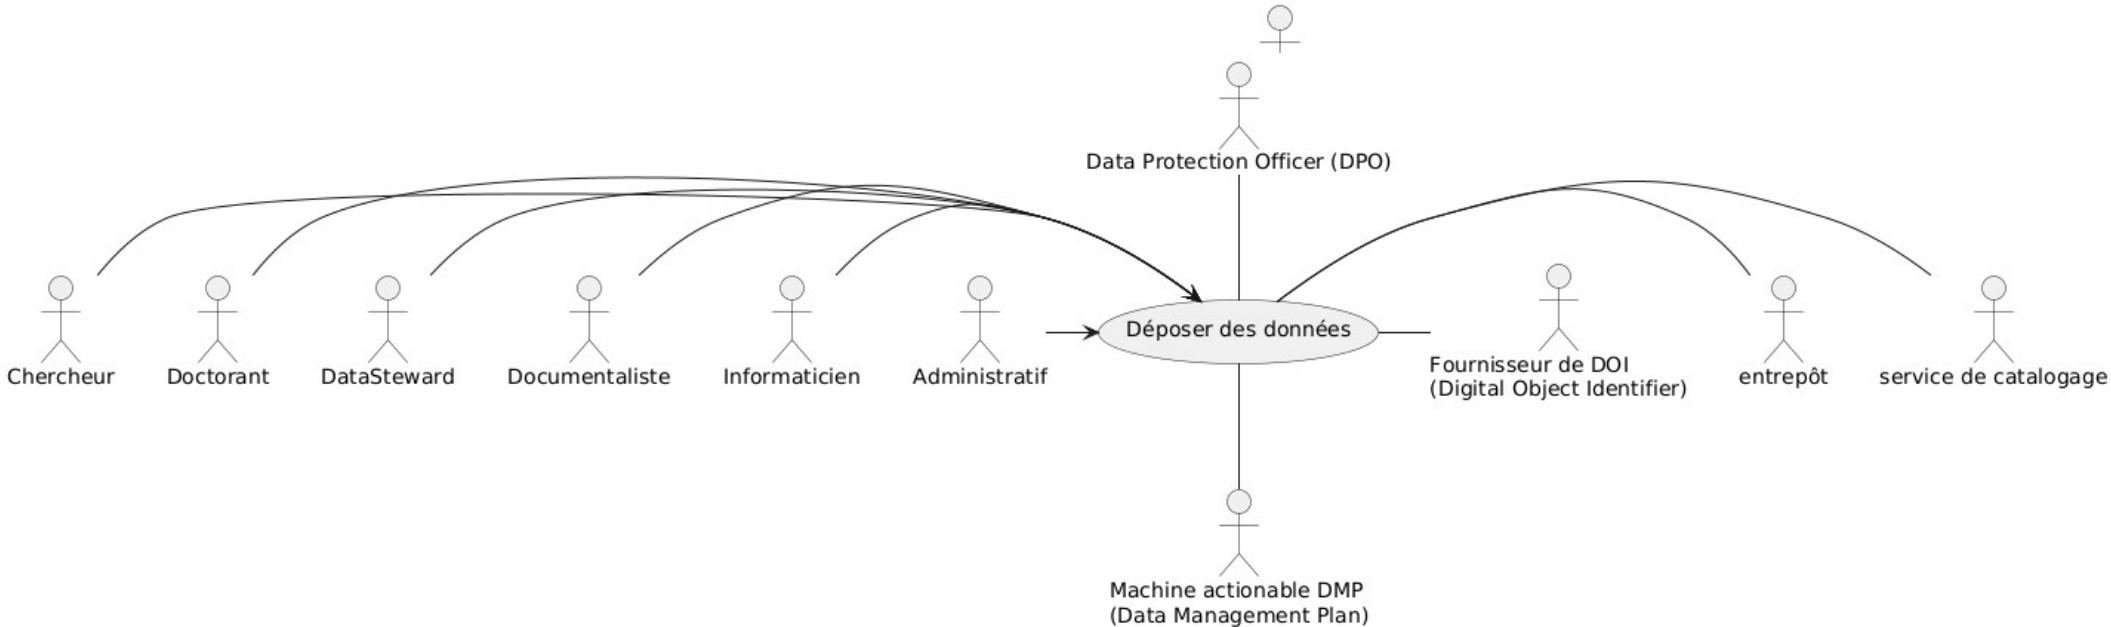 Data Protection Officer (DPO)
Déposer des données
Chercheur
Doctorant
DataSteward
Documentaliste
Informaticien
Administratif
Fournisseur de DOI
(Digital Object Identifier)
entrepôt
service de catalogage
Machine actionable DMP
(Data Management Plan)